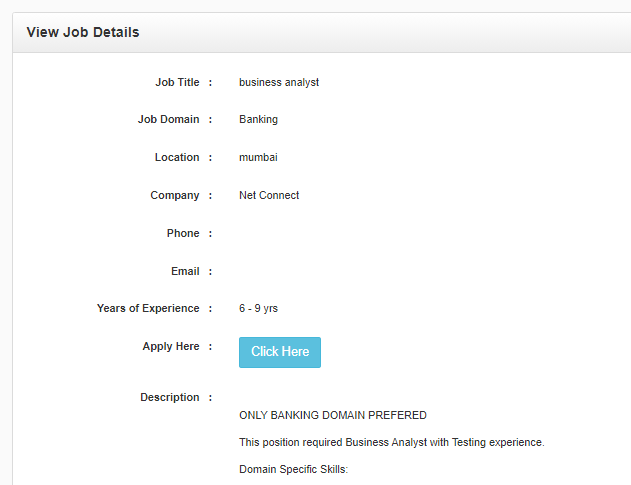 View Job Details
Job Title : business analyst
Job Domain : Banking
Location : mumbai
Company : Net Connect
Phone :
Email :
Years of Experience : 6 - 9 yrs
Apply Here : Click Here
Description :
ONLY BANKING DOMAIN PREFERED
This position required Business Analyst with Testing experience.
Domain Specific Skills: